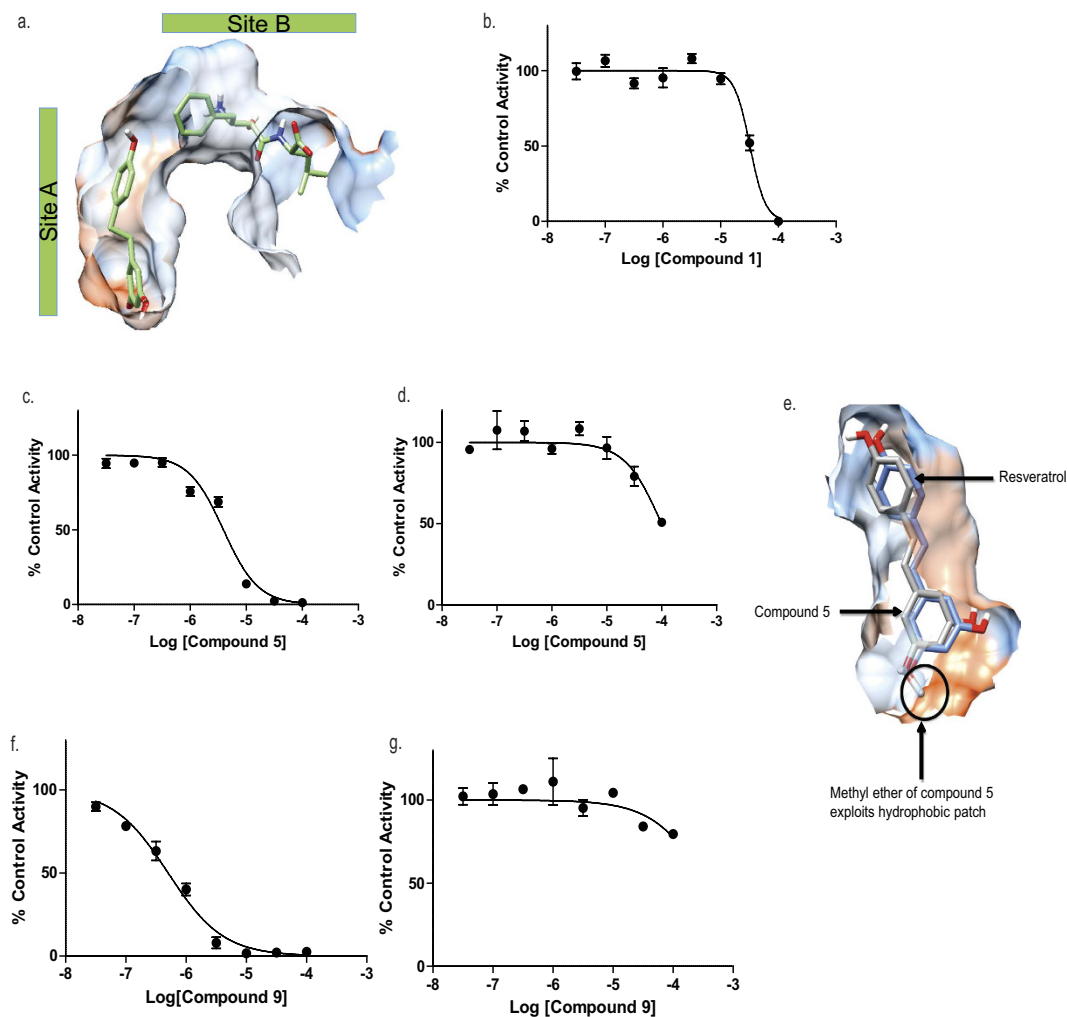 a.
Site B
Site A
b.
% Control Activity
100
50
0
-8 -7 -6 -5 -4 -3
Log [Compound 1]
c.
% Control Activity
100
50
0
-8 -7 -6 -5 -4 -3
Log [Compound 5]
d.
% Control Activity
100
50
0
-8 -7 -6 -5 -4 -3
Log [Compound 5]
e.
Resveratrol
Compound 5
Methyl ether of compound 5
exploits hydrophobic patch
f.
% Control Activity
100
50
0
-8 -7 -6 -5 -4 -3
Log[Compound 9]
g.
% Control Activity
100
50
0
-8 -7 -6 -5 -4 -3
Log [Compound 9]